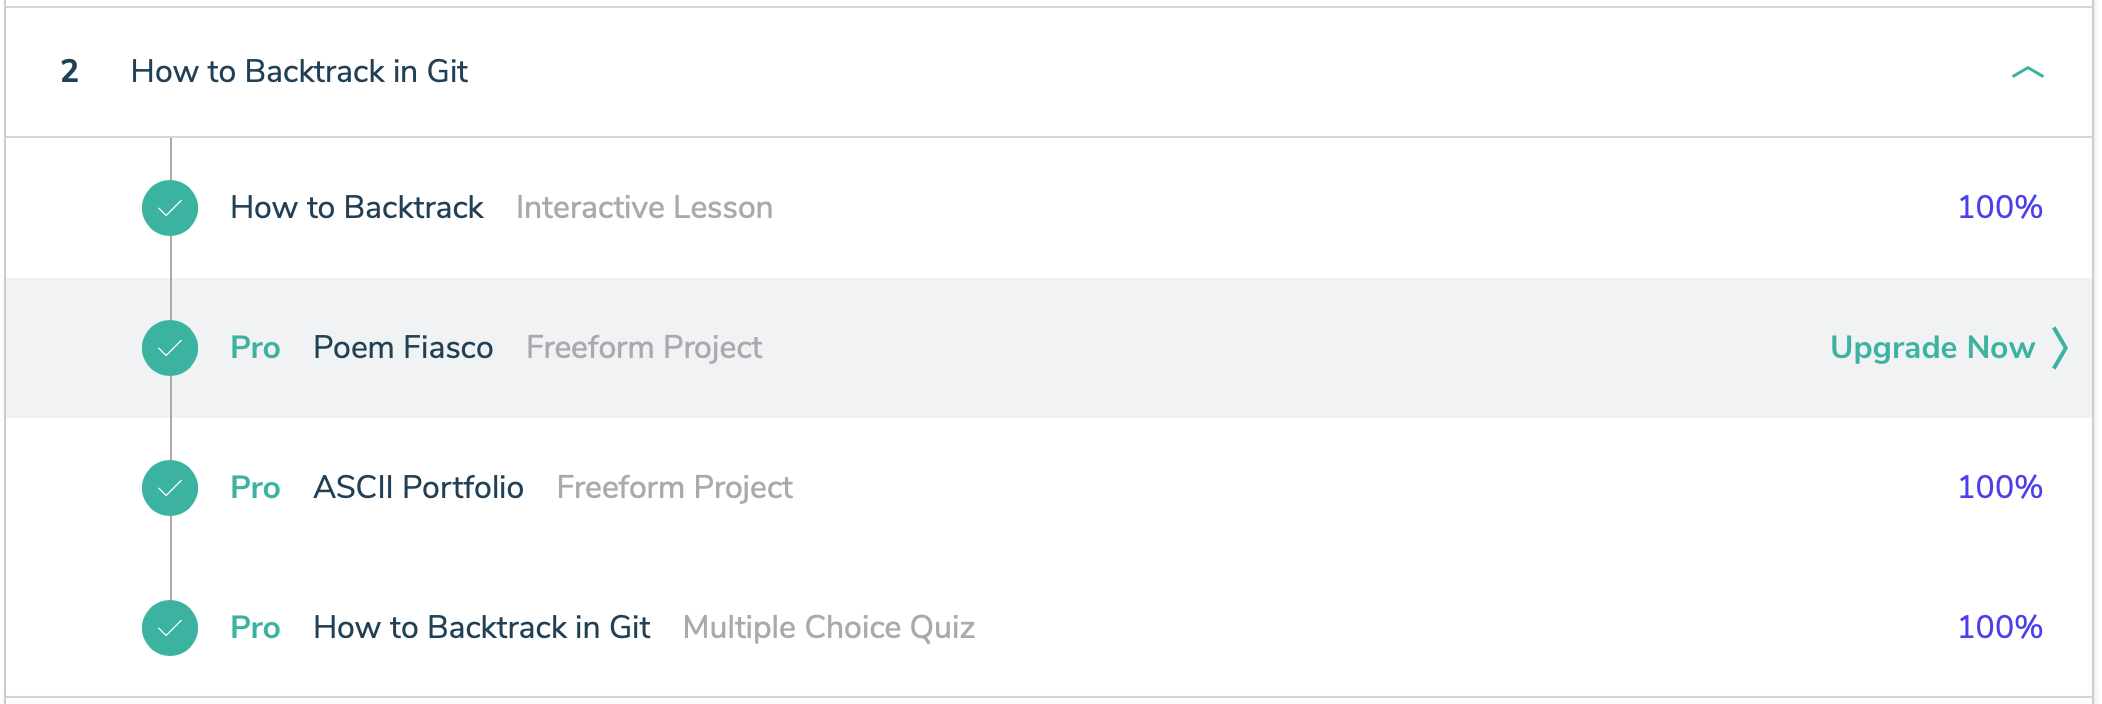 2 How to Backtrack in Git
How to Backtrack Interactive Lesson 100%
Pro Poem Fiasco Freeform Project Upgrade Now
Pro ASCII Portfolio Freeform Project 100%
Pro How to Backtrack in Git Multiple Choice Quiz 100%